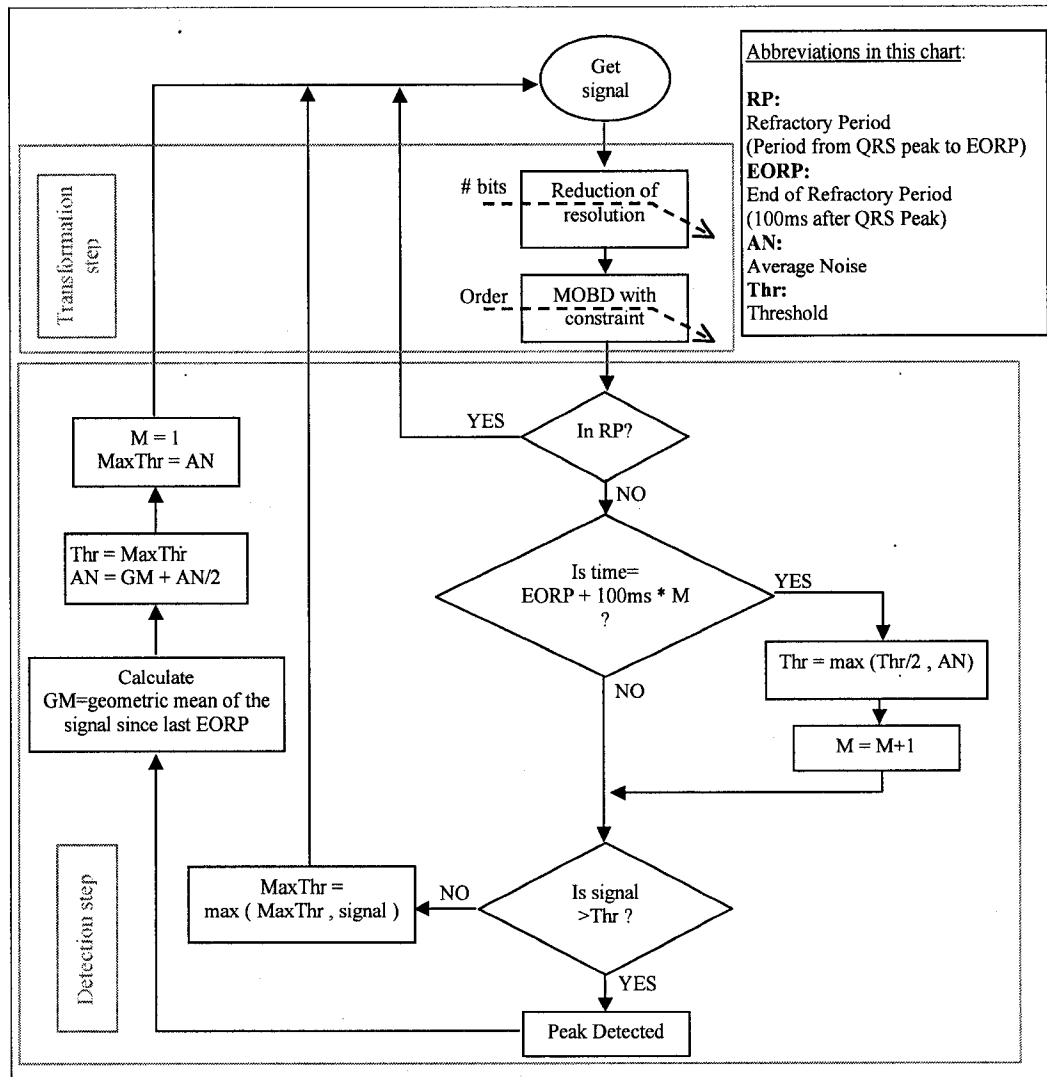 Get
signal
Abbreviations in this chart:
RP:
Refractory Period
(Period from QRS peak to EORP)
EORP:
End of Refractory Period
(100ms after QRS Peak)
AN:
Average Noise
Thr:
Threshold
Transformation
step
# bits
Reduction of
resolution
Order
MOBD with
constraint
YES
In RP?
NO
M = 1
MaxThr = AN
Thr = MaxThr
AN = GM + AN/2
Is time=
EORP + 100ms * M
?
YES
NO
Thr = max (Thr/2 , AN)
M = M+1
Calculate
GM=geometric mean of the
signal since last EORP
Detection step
MaxThr =
max ( MaxThr , signal )
NO
Is signal
>Thr ?
YES
Peak Detected